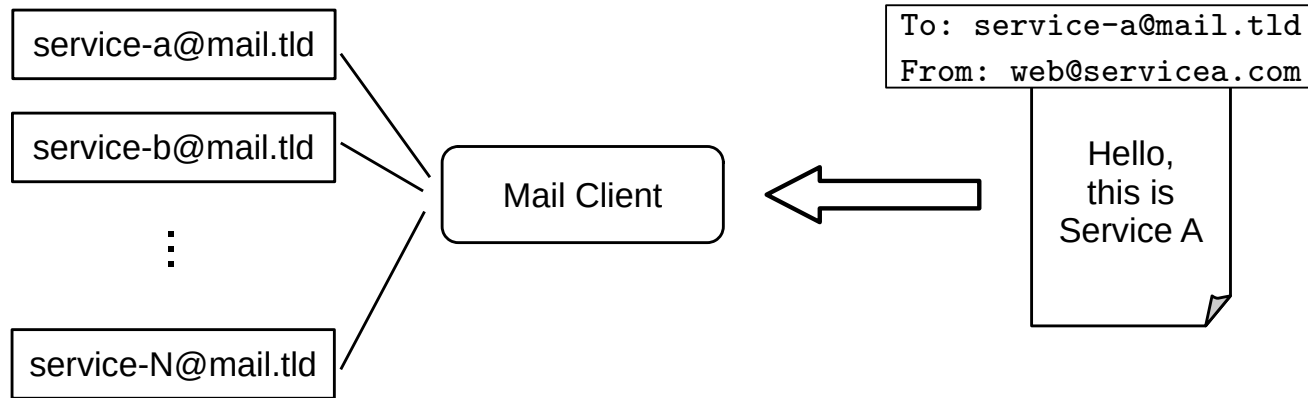 service-a@mail.tld
service-b@mail.tld
⋮
service-N@mail.tld
Mail Client
To: service-a@mail.tld
From: web@servicea.com
Hello,
this is
Service A